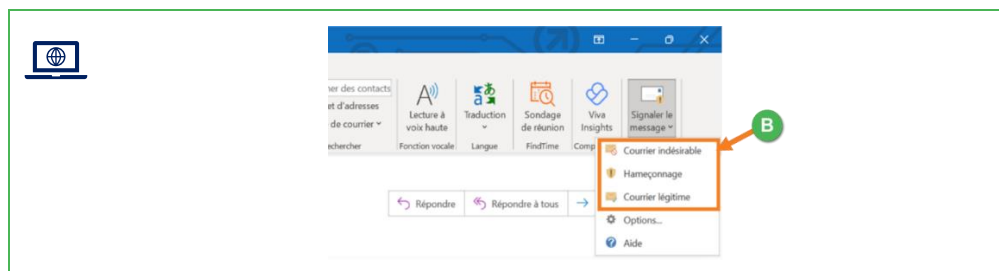 her des contacts
et d'adresses
de courrier
echercher
Lecture à
voix haute
Fonction vocale
Traduction
Langue
Sondage
de réunion
FindTime
Viva
Insights
Comp
Signaler le
message
B
Courrier indésirable
Hameçonnage
Courrier légitime
Options...
Aide
Répondre
Répondre à tous